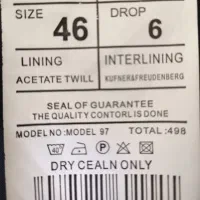 SIZE DROP
46 6
LINING INTERLINING
ACETATE TWILL KUFNER&FREUDENBERG
SEAL OF GUARANTEE
THE QUALITY CONTORL IS DONE
MODEL NO:MODEL 97 TOTAL:498
DRY CEALN ONLY